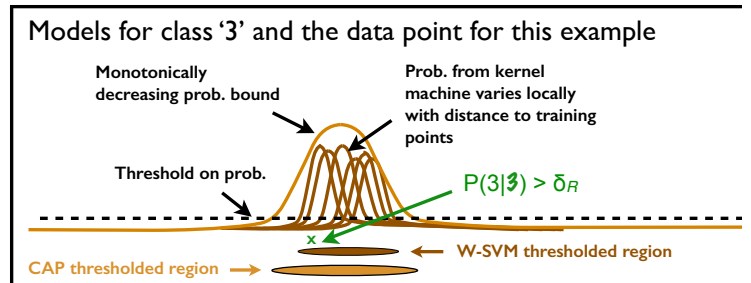 Models for class ‘3’ and the data point for this example
Monotonically
decreasing prob. bound
Prob. from kernel
machine varies locally
with distance to training
points
Threshold on prob.
P(3|3) > δR
x
W-SVM thresholded region
CAP thresholded region